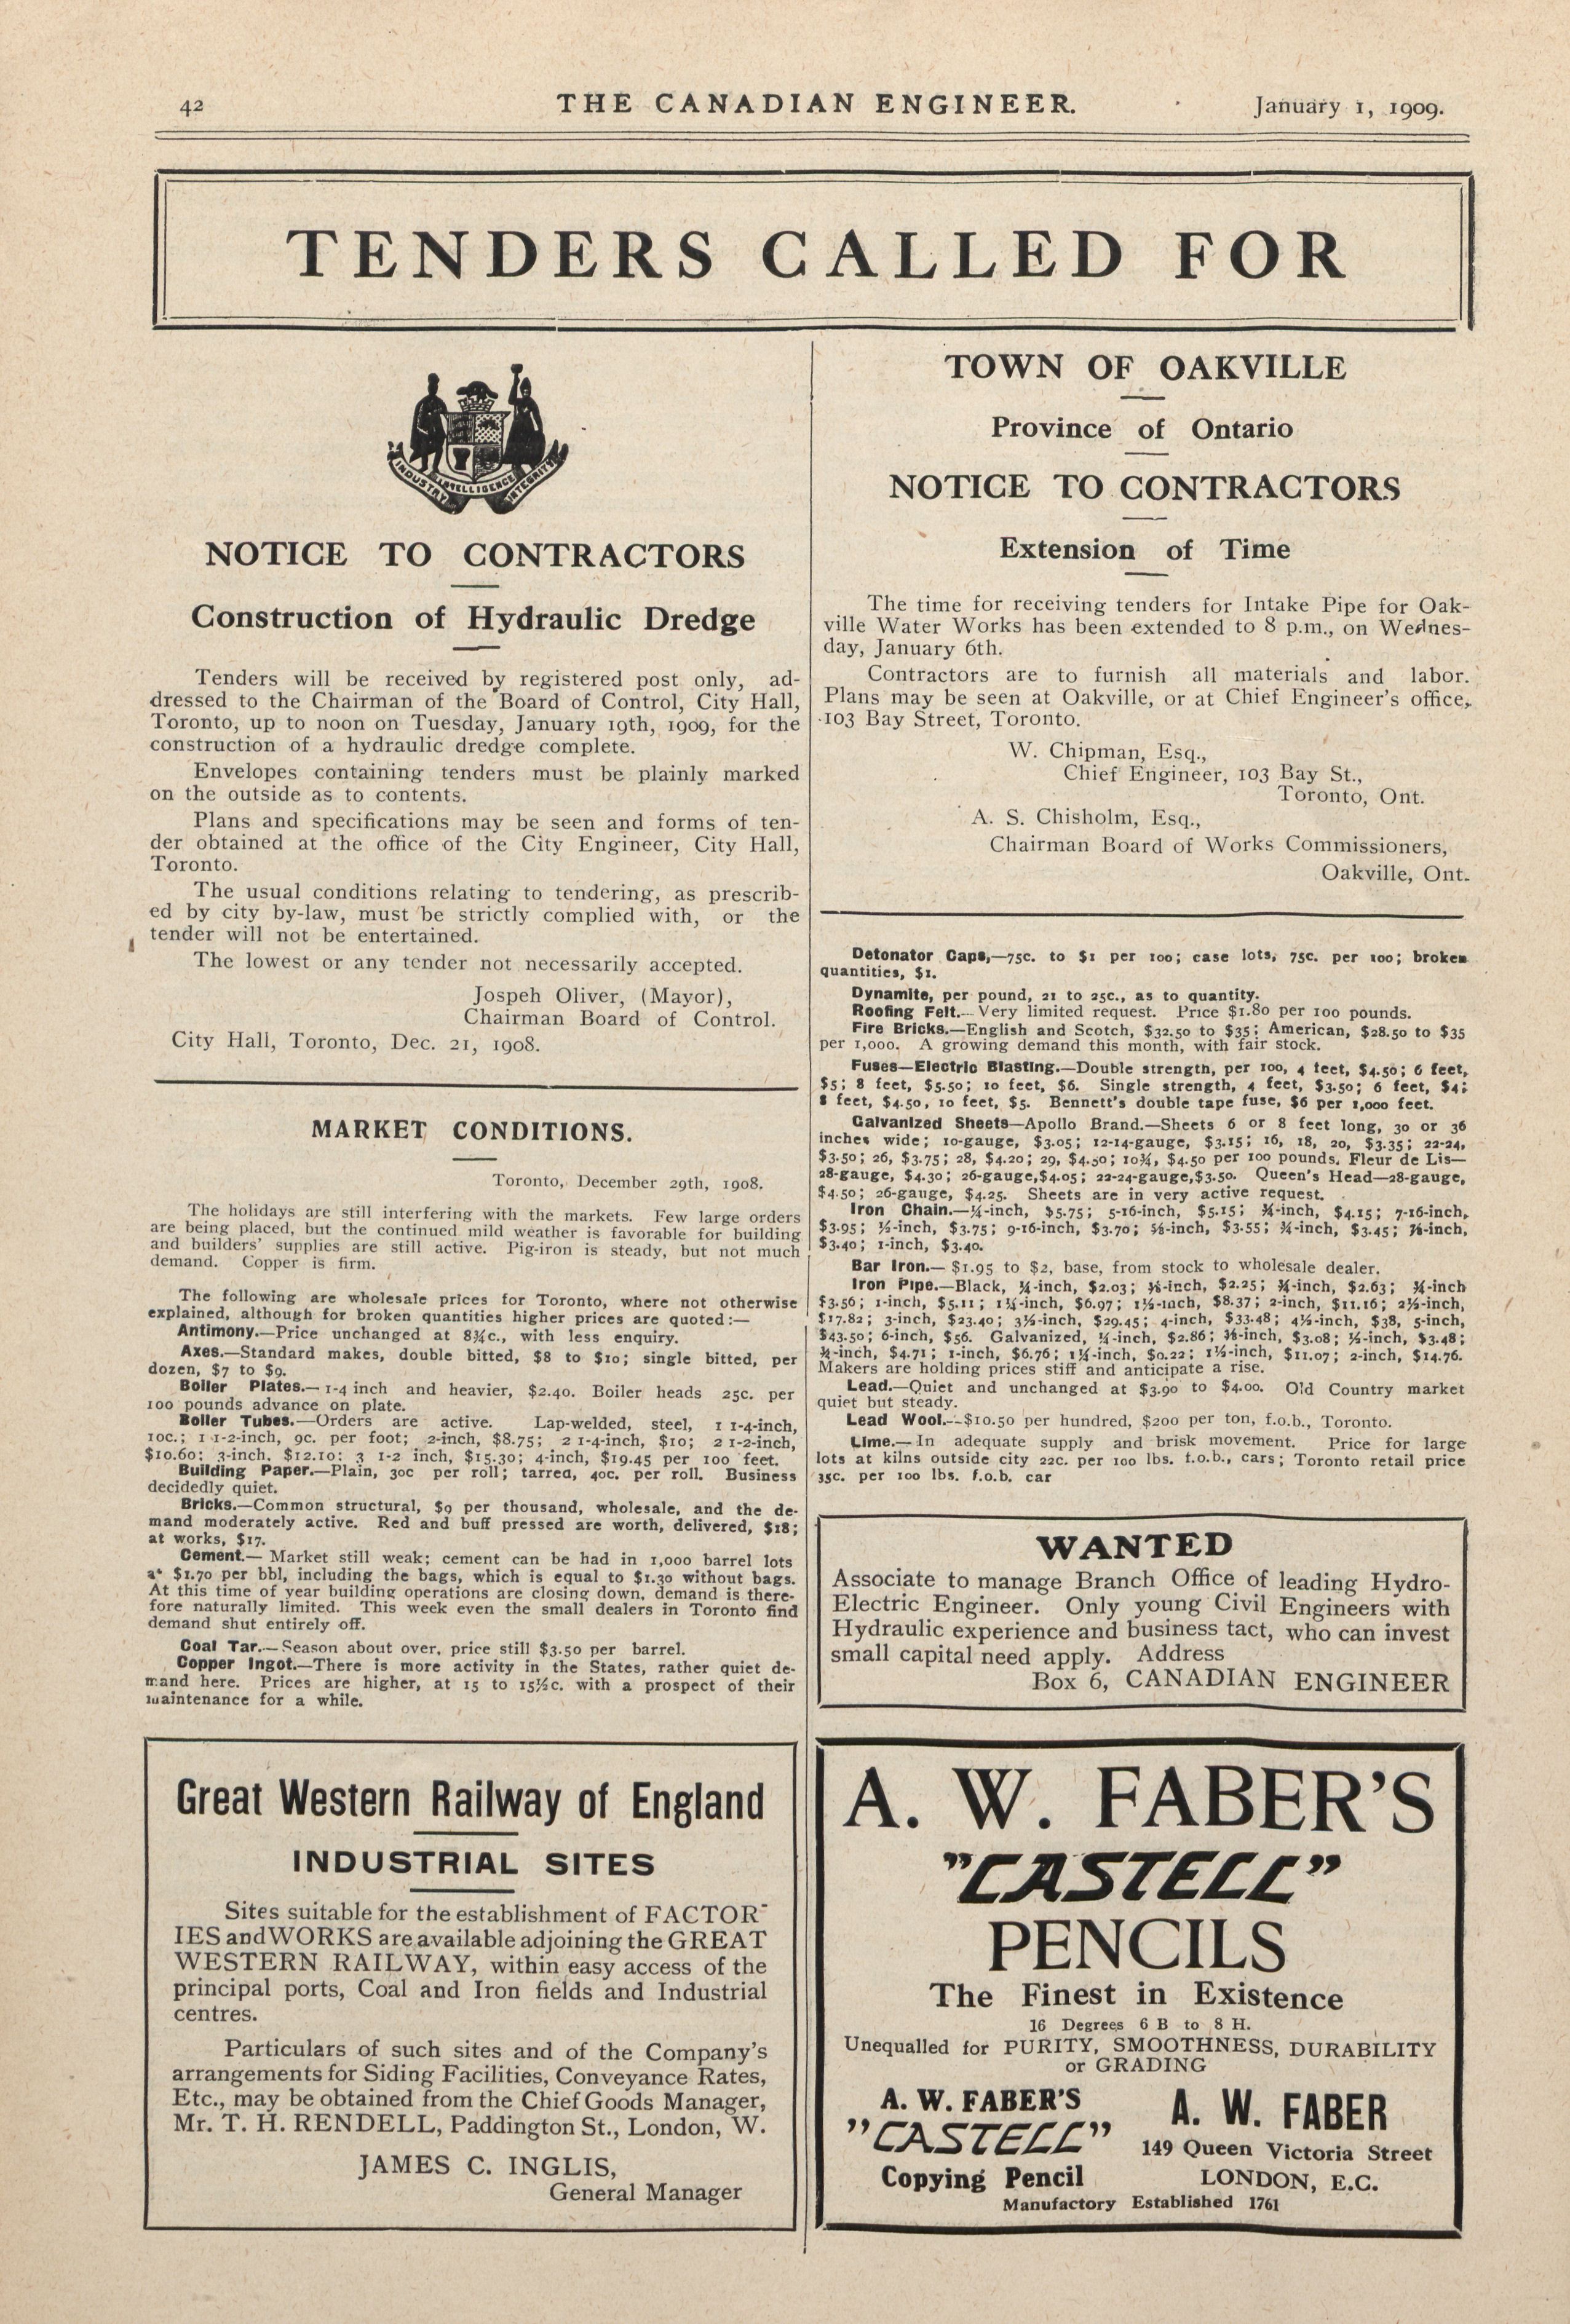 42
THE CANADIAN ENGINEER.
January 1, 1909.
TENDERS CALLED FOR
INDUSTRY INTELLIGENCE INTEGRITY
NOTICE TO CONTRACTORS
Construction of Hydraulic Dredge
Tenders will be received by registered post only, ad-
dressed to the Chairman of the Board of Control, City Hall,
Toronto, up to noon on Tuesday, January 19th, 1909, for the
construction of a hydraulic dredge complete.
Envelopes containing tenders must be plainly marked
on the outside as to contents.
Plans and specifications may be seen and forms of ten-
der obtained at the office of the City Engineer, City Hall,
Toronto.
The usual conditions relating to tendering, as prescrib-
ed by city by-law, must be strictly complied with, or the
tender will not be entertained.
The lowest or any tender not necessarily accepted.
Jospeh Oliver, (Mayor),
Chairman Board of Control.
City Hall, Toronto, Dec. 21, 1908.
MARKET CONDITIONS.
Toronto, December 29th, 1908.
The holidays are still interfering with the markets. Few large orders
are being placed, but the continued mild weather is favorable for building
and builders' supplies are still active. Pig-iron is steady, but not much
demand. Copper is firm.
The following are wholesale prices for Toronto, where not otherwise
explained, although for broken quantities higher prices are quoted:—
Antimony.—Price unchanged at 8¾c., with less enquiry.
Axes.—Standard makes, double bitted, $8 to $10; single bitted, per
dozen, $7 to $9.
Boiler Plates.—1-4 inch and heavier, $2.40. Boiler heads 25c. per
100 pounds advance on plate.
Boiler Tubes.—Orders are active. Lap-welded, steel, 1 1-4-inch,
10c.; 1 1-2-inch, 9c. per foot; 2-inch, $8.75; 2 1-4-inch, $10; 2 1-2-inch,
$10.60; 3-inch, $12.10; 3 1-2 inch, $15.30; 4-inch, $19.45 per 100 feet.
Building Paper.—Plain, 30c per roll; tarred, 40c. per roll. Business
decidedly quiet.
Bricks.—Common structural, $9 per thousand, wholesale, and the de-
mand moderately active. Red and buff pressed are worth, delivered, $18;
at works, $17.
Cement.— Market still weak; cement can be had in 1,000 barrel lots
at $1.70 per bbl, including the bags, which is equal to $1.30 without bags.
At this time of year building operations are closing down, demand is there-
fore naturally limited. This week even the small dealers in Toronto find
demand shut entirely off.
Coal Tar.—Season about over, price still $3.50 per barrel.
Copper Ingot.—There is more activity in the States, rather quiet de-
mand here. Prices are higher, at 15 to 15½c. with a prospect of their
maintenance for a while.
Great Western Railway of England
INDUSTRIAL SITES
Sites suitable for the establishment of FACTOR-
IES and WORKS are available adjoining the GREAT
WESTERN RAILWAY, within easy access of the
principal ports, Coal and Iron fields and Industrial
centres.
Particulars of such sites and of the Company's
arrangements for Siding Facilities, Conveyance Rates,
Etc., may be obtained from the Chief Goods Manager,
Mr. T. H. RENDELL, Paddington St., London, W.
JAMES C. INGLIS,
General Manager
TOWN OF OAKVILLE
Province of Ontario
NOTICE TO CONTRACTORS
Extension of Time
The time for receiving tenders for Intake Pipe for Oak-
ville Water Works has been extended to 8 p.m., on Wednes-
day, January 6th.
Contractors are to furnish all materials and labor.
Plans may be seen at Oakville, or at Chief Engineer's office,
103 Bay Street, Toronto.
W. Chipman, Esq.,
Chief Engineer, 103 Bay St.,
Toronto, Ont.
A. S. Chisholm, Esq.,
Chairman Board of Works Commissioners,
Oakville, Ont.
Detonator Caps,—75c. to $1 per 100; case lots, 75c. per 100; broken
quantities, $1.
Dynamite, per pound, 21 to 25c., as to quantity.
Roofing Felt.—Very limited request. Price $1.80 per 100 pounds.
Fire Bricks.—English and Scotch, $32.50 to $35; American, $28.50 to $35
per 1,000. A growing demand this month, with fair stock.
Fuses—Electric Blasting.—Double strength, per 100, 4 feet, $4.50; 6 feet,
$5; 8 feet, $5.50; 10 feet, $6. Single strength, 4 feet, $3.50; 6 feet, $4;
8 feet, $4.50, 10 feet, $5. Bennett's double tape fuse, $6 per 1,000 feet.
Galvanized Sheets—Apollo Brand.—Sheets 6 or 8 feet long, 30 or 36
inches wide; 10-gauge, $3.05; 12-14-gauge, $3.15; 16, 18, 20, $3.35; 22-24,
$3.50; 26, $3.75; 28, $4.20; 29, $4.50; 10¾, $4.50 per 100 pounds. Fleur de Lis—
28-gauge, $4.30; 26-gauge,$4.05; 22-24-gauge,$3.50. Queen's Head—28-gauge,
$4.50; 26-gauge, $4.25. Sheets are in very active request.
Iron Chain.—¼-inch, $5.75; 5-16-inch, $5.15; ⅜-inch, $4.15; 7-16-inch,
$3.95; ½-inch, $3.75; 9-16-inch, $3.70; ⅝-inch, $3.55; ¾-inch, $3.45; ⅞-inch,
$3.40; 1-inch, $3.40.
Bar Iron.— $1.95 to $2, base, from stock to wholesale dealer.
Iron Pipe.—Black, ¼-inch, $2.03; ⅜-inch, $2.25; ½-inch, $2.63; ¾-inch
$3.56; 1-inch, $5.11; 1¼-inch, $6.97; 1½-inch, $8.37; 2-inch, $11.16; 2½-inch,
$17.82; 3-inch, $23.40; 3½-inch, $29.45; 4-inch, $33.48; 4½-inch, $38, 5-inch,
$43.50; 6-inch, $56. Galvanized, ¼-inch, $2.86; ⅜-inch, $3.08; ½-inch, $3.48;
¾-inch, $4.71; 1-inch, $6.76; 1¼-inch, $0.22; 1½-inch, $11.07; 2-inch, $14.76.
Makers are holding prices stiff and anticipate a rise.
Lead.—Quiet and unchanged at $3.90 to $4.00. Old Country market
quiet but steady.
Lead Wool.—$10.50 per hundred, $200 per ton, f.o.b., Toronto.
Lime.—In adequate supply and brisk movement. Price for large
lots at kilns outside city 22c. per 100 lbs. f.o.b., cars; Toronto retail price
35c. per 100 lbs. f.o.b. car
WANTED
Associate to manage Branch Office of leading Hydro-
Electric Engineer. Only young Civil Engineers with
Hydraulic experience and business tact, who can invest
small capital need apply. Address
Box 6, CANADIAN ENGINEER
A. W. FABER'S
"CASTELL"
PENCILS
The Finest in Existence
16 Degrees 6 B to 8 H.
Unequalled for PURITY, SMOOTHNESS, DURABILITY
or GRADING
A. W. FABER'S
"CASTELL"
Copying Pencil
A. W. FABER
149 Queen Victoria Street
LONDON, E.C.
Manufactory Established 1761